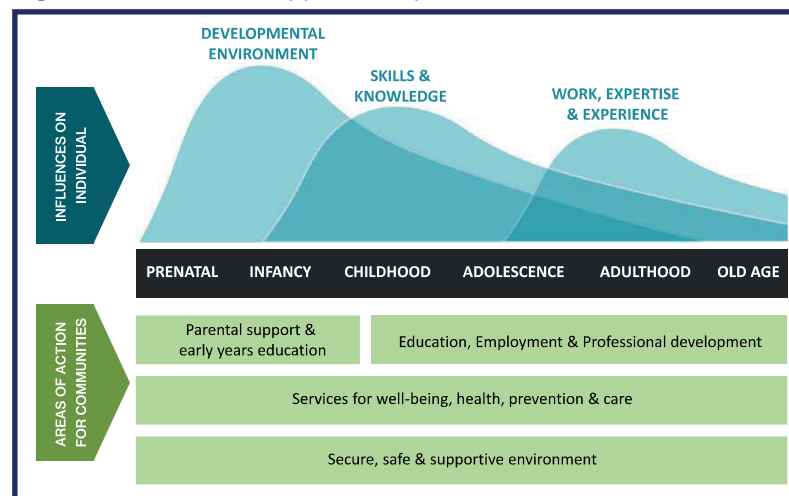 DEVELOPMENTAL
ENVIRONMENT
SKILLS &
KNOWLEDGE
WORK, EXPERTISE
& EXPERIENCE
INFLUENCES ON
INDIVIDUAL
PRENATAL INFANCY CHILDHOOD ADOLESCENCE ADULTHOOD OLD AGE
AREAS OF ACTION
FOR COMMUNITIES
Parental support &
early years education
Education, Employment & Professional development
Services for well-being, health, prevention & care
Secure, safe & supportive environment